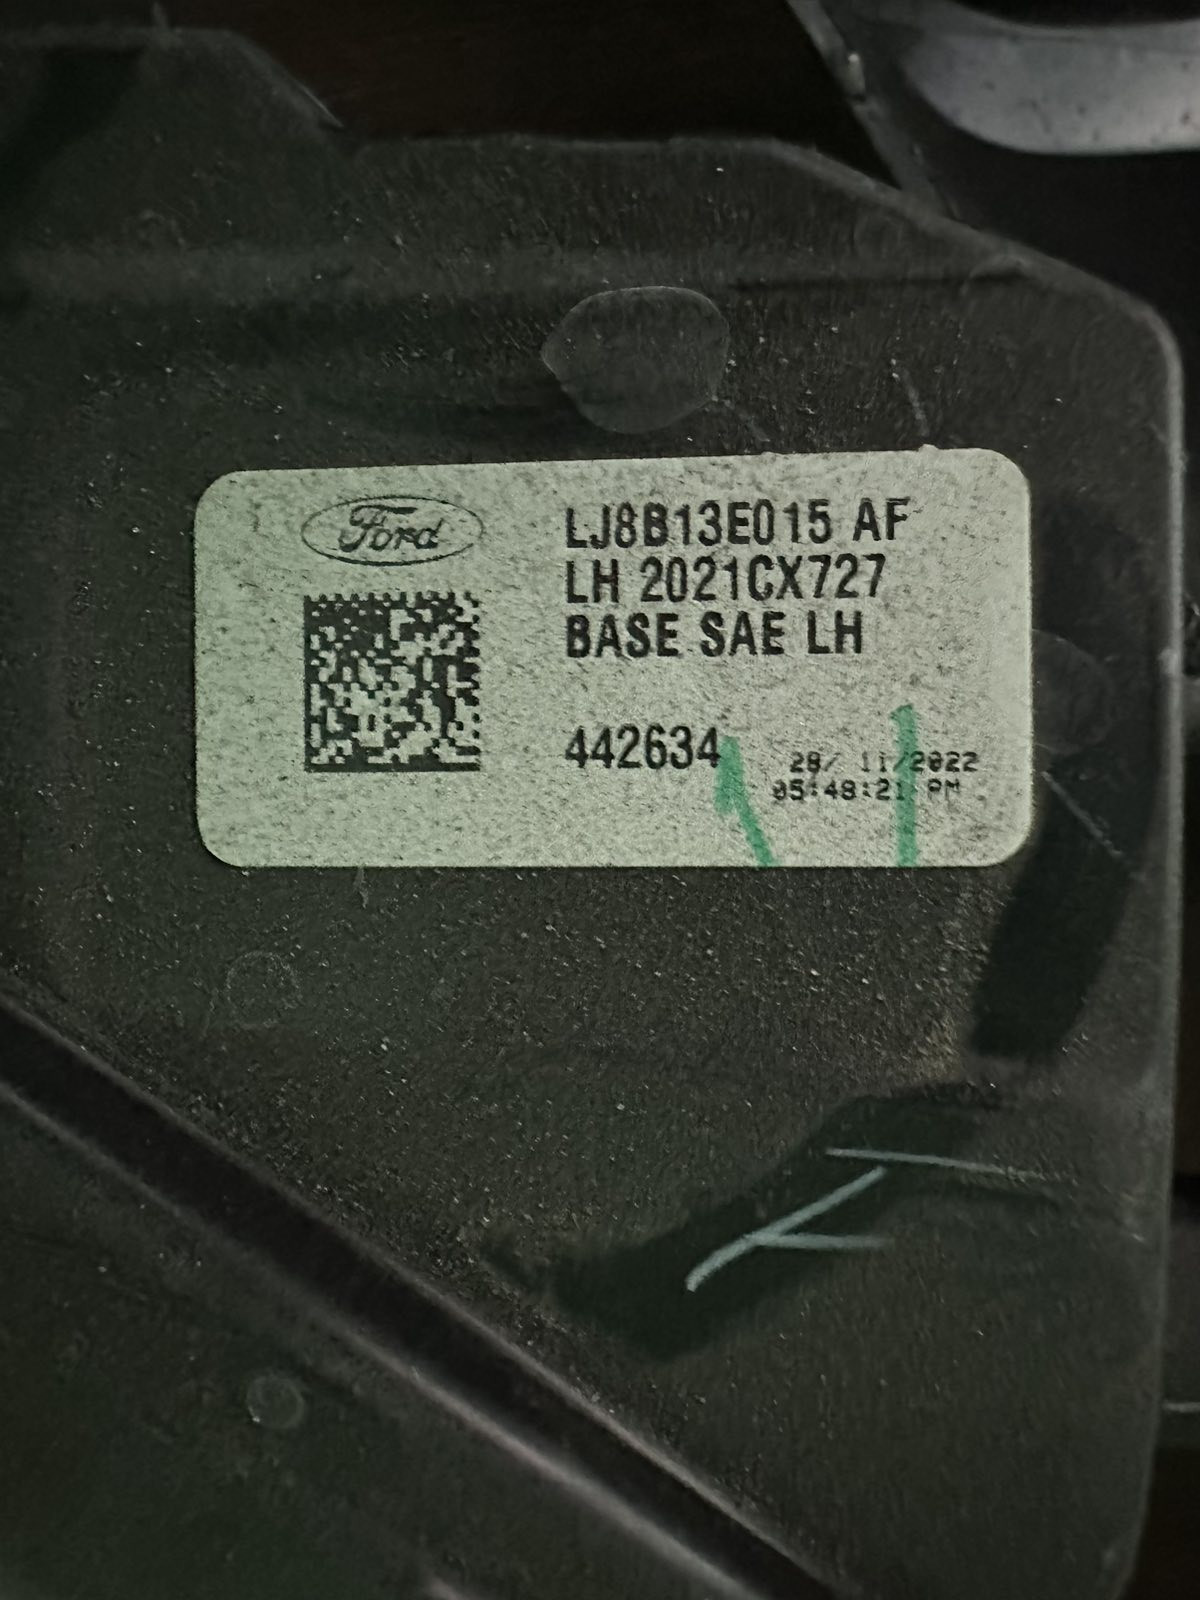 Ford
LJ8B13E015 AF
LH 2021CX727
BASE SAE LH
442634
28/ 11/2022
05:48:21 PM